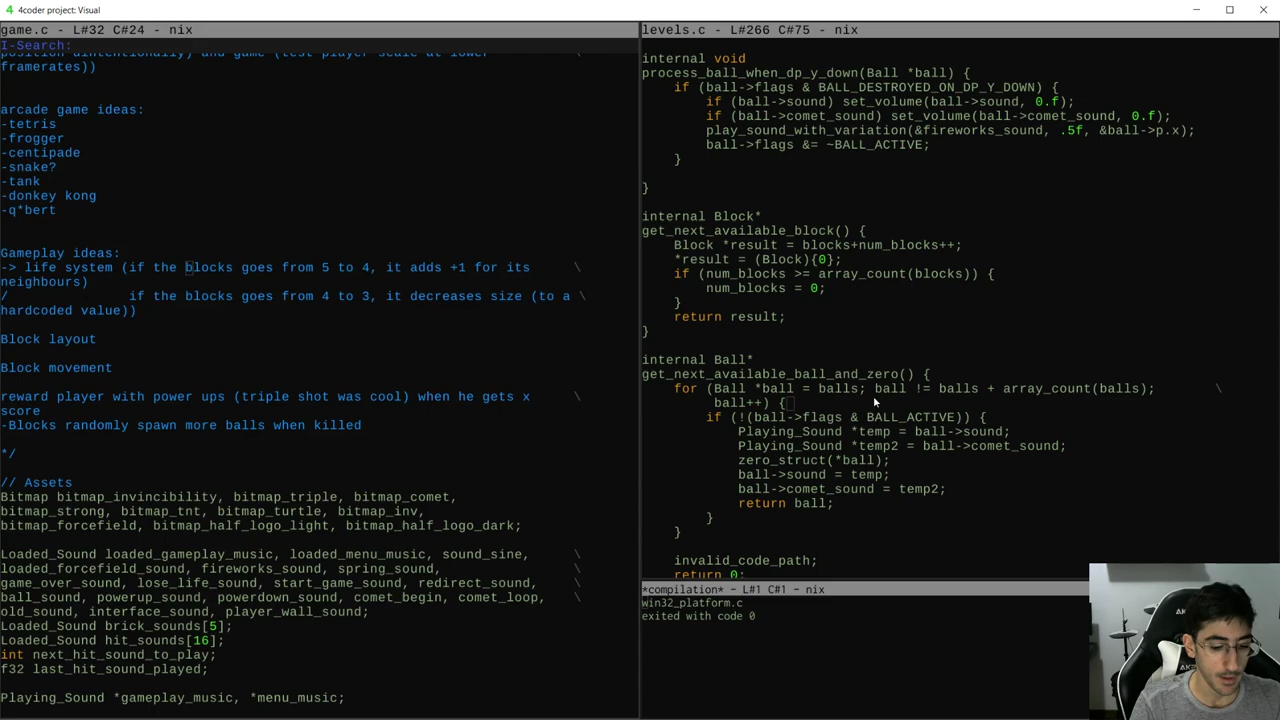 4coder project: Visual
game.c - L#32 C#24 - nix
I-Search:
position
framerates))
arcade game ideas:
-tetris
-frogger
-centipade
-snake?
-tank
-donkey kong
-q*bert
Gameplay ideas:
-> life system (if the blocks goes from 5 to 4, it adds +1 for its \
neighbours)
/ if the blocks goes from 4 to 3, it decreases size (to a \
hardcoded value))
Block layout
Block movement
reward player with power ups (triple shot was cool) when he gets x \
score
-Blocks randomly spawn more balls when killed
*/
// Assets
Bitmap bitmap_invincibility, bitmap_triple, bitmap_comet,
bitmap_strong, bitmap_tnt, bitmap_turtle, bitmap_inv,
bitmap_forcefield, bitmap_half_logo_light, bitmap_half_logo_dark;
Loaded_Sound loaded_gameplay_music, loaded_menu_music, sound_sine, \
loaded_forcefield_sound, fireworks_sound, spring_sound, \
game_over_sound, lose_life_sound, start_game_sound, redirect_sound, \
ball_sound, powerup_sound, powerdown_sound, comet_begin, comet_loop, \
old_sound, interface_sound, player_wall_sound;
Loaded_Sound brick_sounds[5];
Loaded_Sound hit_sounds[16];
int next_hit_sound_to_play;
f32 last_hit_sound_played;
Playing_Sound *gameplay_music, *menu_music;
levels.c - L#266 C#75 - nix
internal void
process_ball_when_dp_y_down(Ball *ball) {
if (ball->flags & BALL_DESTROYED_ON_DP_Y_DOWN) {
if (ball->sound) set_volume(ball->sound, 0.f);
if (ball->comet_sound) set_volume(ball->comet_sound, 0.f);
play_sound_with_variation(&fireworks_sound, .5f, &ball->p.x);
ball->flags &= ~BALL_ACTIVE;
}
}
internal Block*
get_next_available_block() {
Block *result = blocks+num_blocks++;
*result = (Block){0};
if (num_blocks >= array_count(blocks)) {
num_blocks = 0;
}
return result;
}
internal Ball*
get_next_available_ball_and_zero() {
for (Ball *ball = balls; ball != balls + array_count(balls); \
ball++) {
if (!(ball->flags & BALL_ACTIVE)) {
Playing_Sound *temp = ball->sound;
Playing_Sound *temp2 = ball->comet_sound;
zero_struct(*ball);
ball->sound = temp;
ball->comet_sound = temp2;
return ball;
}
}
invalid_code_path;
return 0;
*compilation* - L#1 C#1 - nix
win32_platform.c
exited with code 0